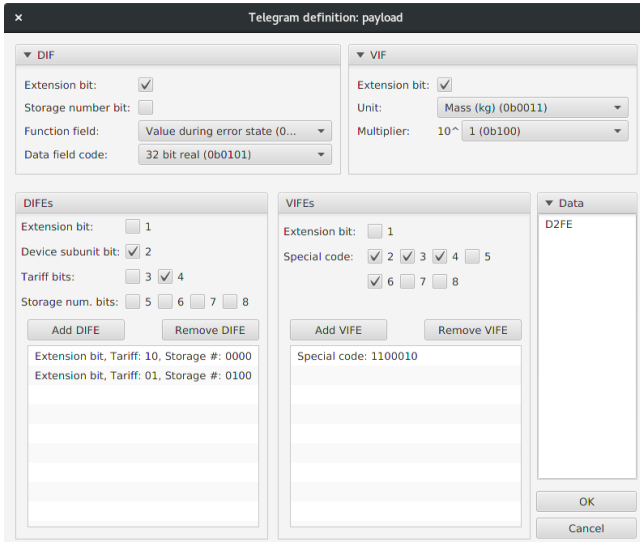 × Telegram definition: payload
DIF
Extension bit:
Storage number bit:
Function field: Value during error state (0...
Data field code: 32 bit real (0b0101)
VIF
Extension bit:
Unit: Mass (kg) (0b0011)
Multiplier: 10^ 1 (0b100)
DIFEs
Extension bit: 1
Device subunit bit: 2
Tariff bits: 3 4
Storage num. bits: 5 6 7 8
Add DIFE Remove DIFE
Extension bit, Tariff: 10, Storage #: 0000
Extension bit, Tariff: 01, Storage #: 0100
VIFEs
Extension bit: 1
Special code: 2 3 4 5
6 7 8
Add VIFE Remove VIFE
Special code: 1100010
Data
D2FE
OK
Cancel